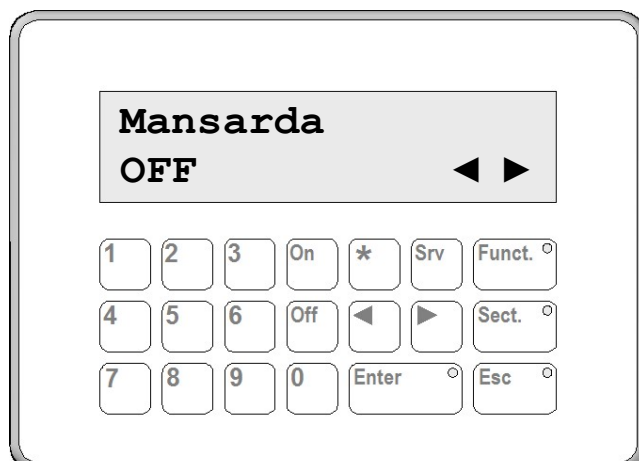 Mansarda
OFF ◄ ►
1 2 3 On * Srv Funct.
4 5 6 Off ◄ ► Sect.
7 8 9 0 Enter Esc